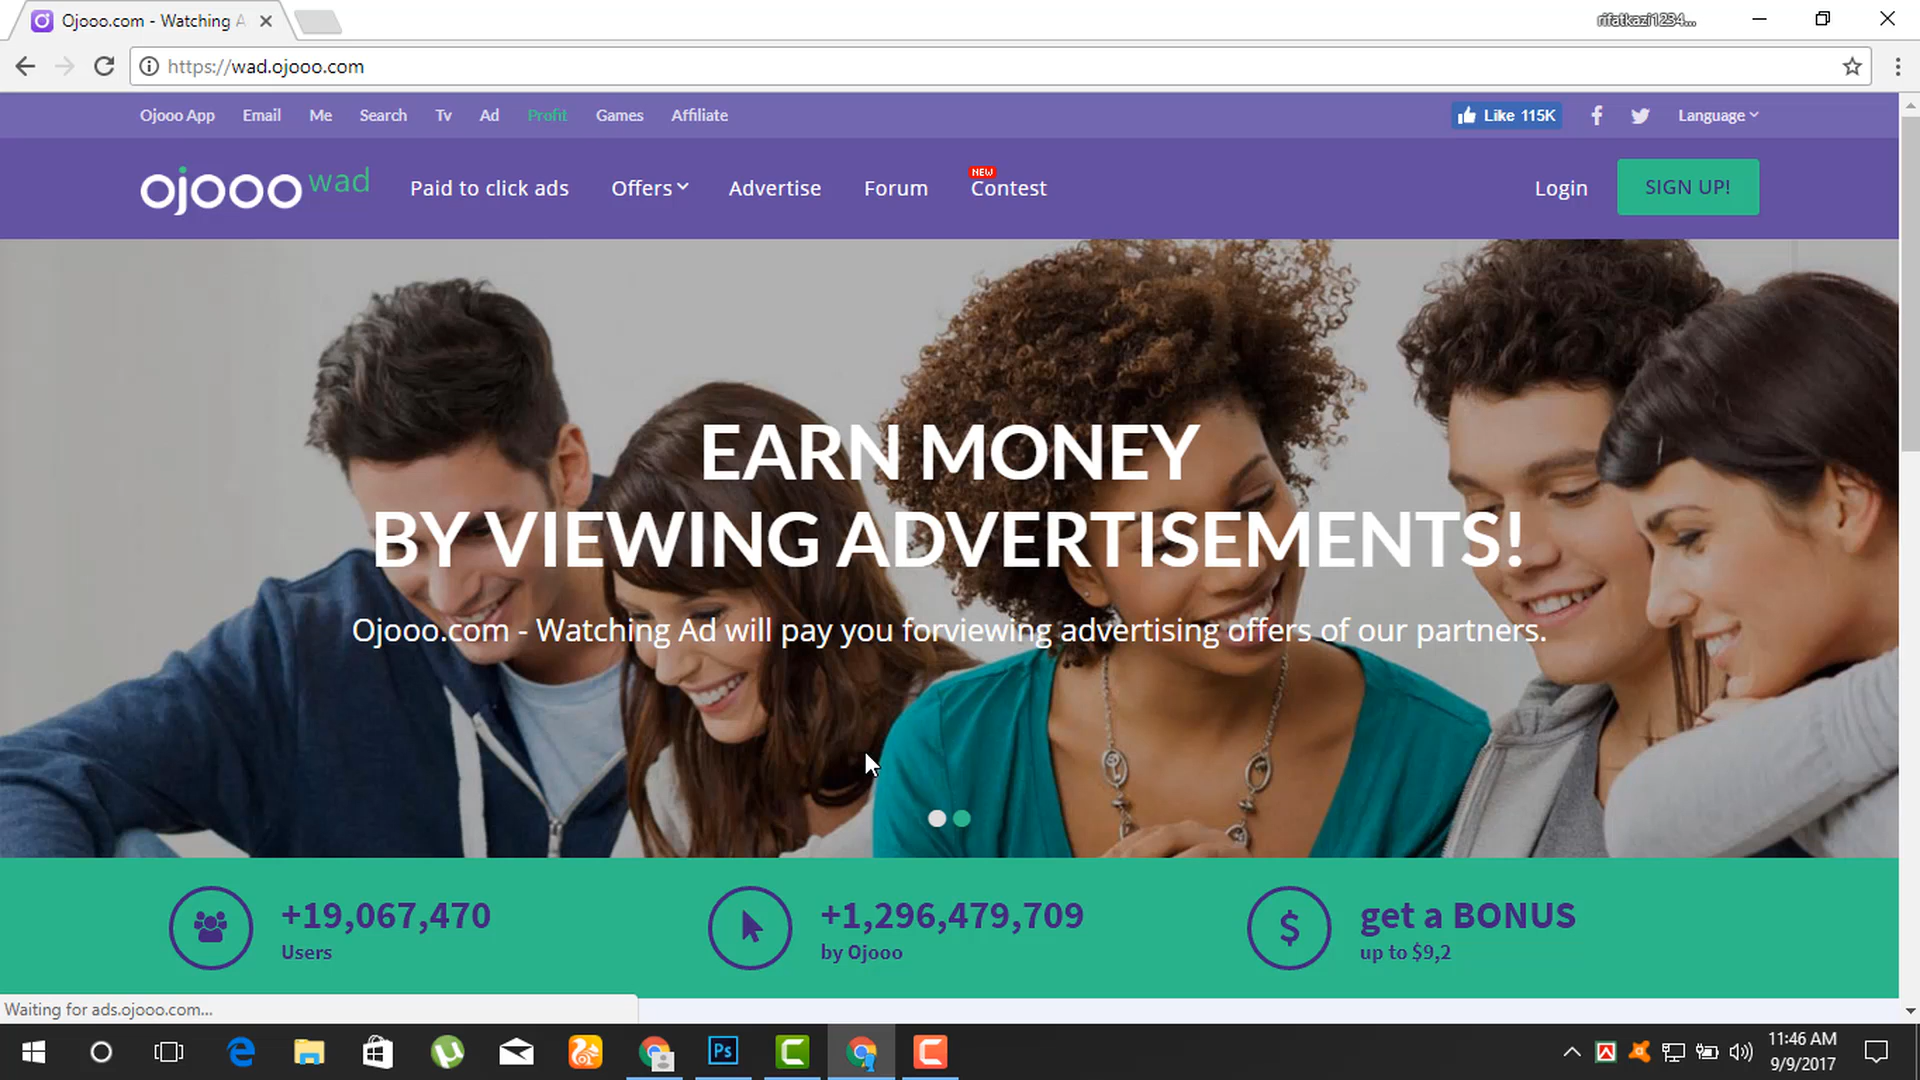 Ojooo.com - Watching A
rifatkazi1234...
https://wad.ojooo.com
Ojooo App Email Me Search Tv Ad Profit Games Affiliate
Like 115K
Language
ojooo wad
Paid to click ads Offers Advertise Forum Contest
NEW
Login SIGN UP!
EARN MONEY
BY VIEWING ADVERTISEMENTS!
Ojooo.com - Watching Ad will pay you forviewing advertising offers of our partners.
+19,067,470
Users
+1,296,479,709
by Ojooo
get a BONUS
up to $9,2
Waiting for ads.ojooo.com...
Ps
11:46 AM
9/9/2017